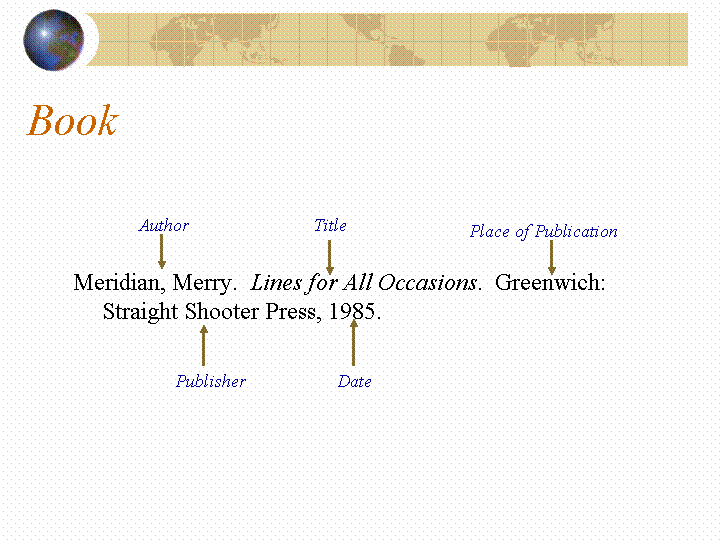 Book
Author
Title
Place of Publication
Meridian, Merry.  Lines for All Occasions.  Greenwich:
Straight Shooter Press, 1985.
Publisher
Date